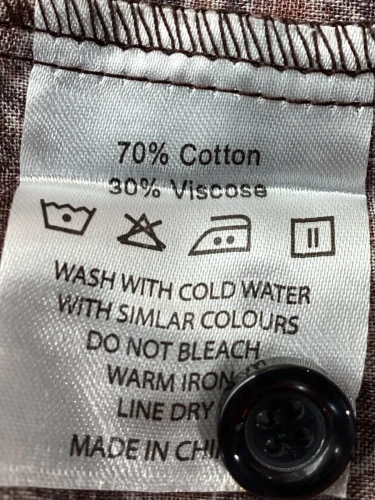 70% Cotton
30% Viscose
WASH WITH COLD WATER
WITH SIMLAR COLOURS
DO NOT BLEACH
WARM IRON
LINE DRY
MADE IN